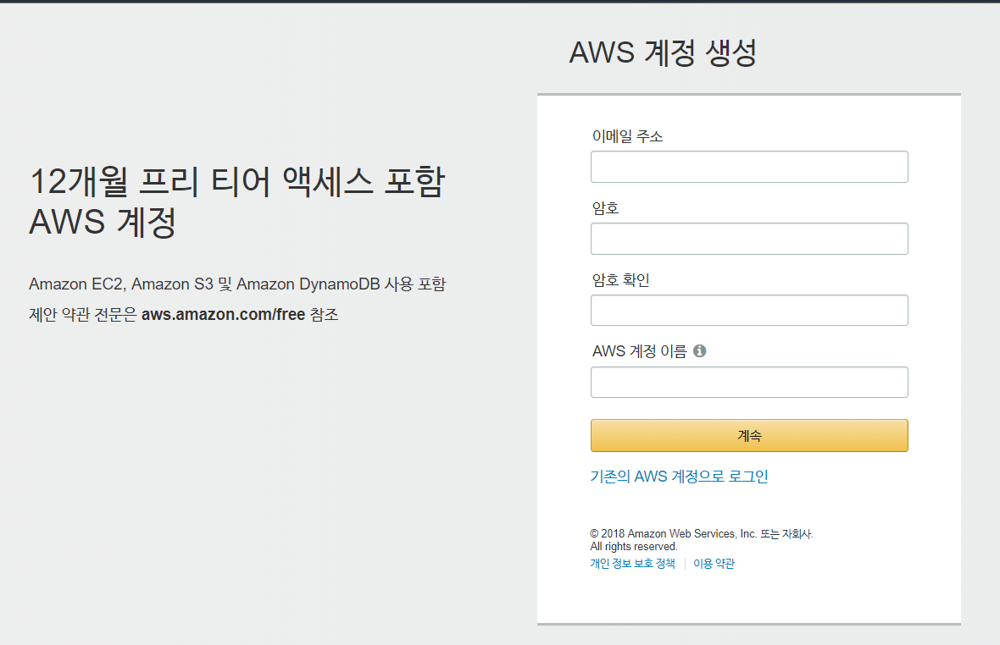 AWS 계정 생성
12개월 프리 티어 액세스 포함
AWS 계정
Amazon EC2, Amazon S3 및 Amazon DynamoDB 사용 포함
제안 약관 전문은 aws.amazon.com/free 참조
이메일 주소
암호
암호 확인
AWS 계정 이름
계속
기존의 AWS 계정으로 로그인
© 2018 Amazon Web Services, Inc. 또는 자회사.
All rights reserved.
개인 정보 보호 정책 | 이용 약관